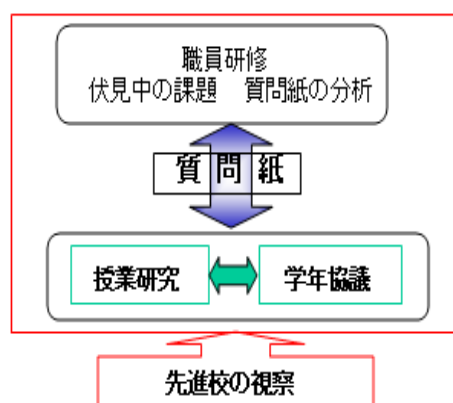 職員研修
伏見中の課題　質問紙の分析
質問紙
授業研究
学年協議
先進校の視察